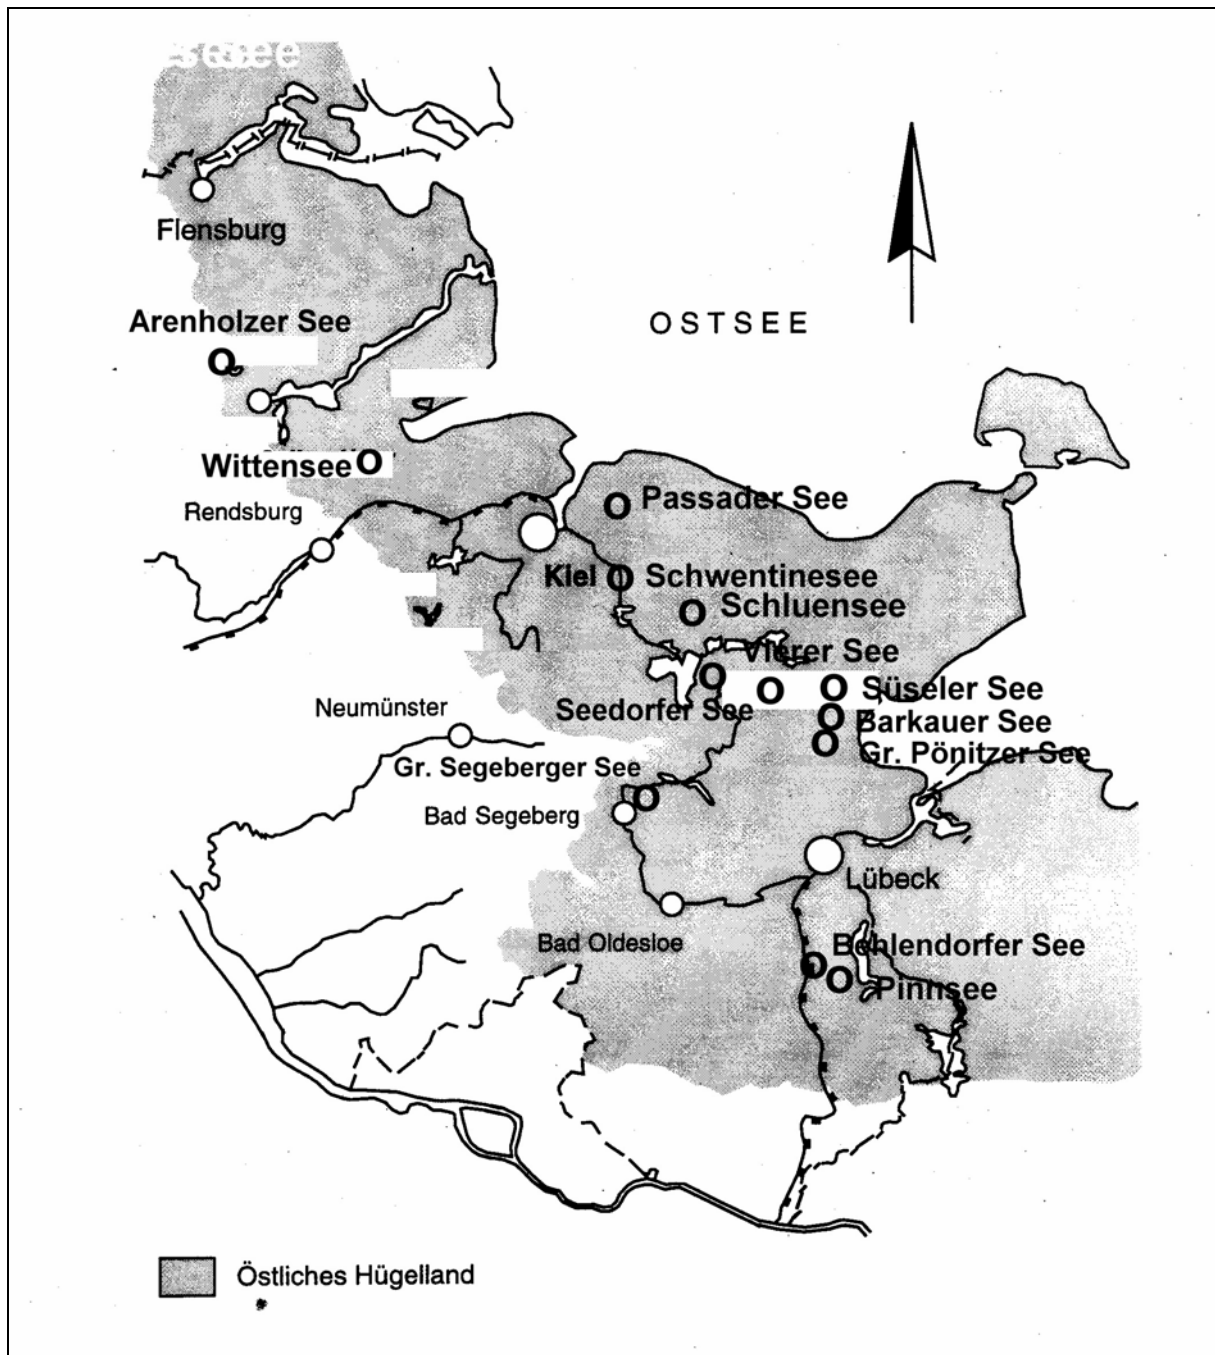 Flensburg
Arenholzer See
OSTSEE
Wittensee
Rendsburg
Passader See
Kiel
Schwentinesee
Schluensee
Vierer See
Süseler See
Seedorfer See
Neumünster
Barkauer See
Gr. Pönitzer See
Gr. Segeberger See
Bad Segeberg
Lübeck
Bad Oldesloe
Behlendorfer See
Pinnsee
Östliches Hügelland